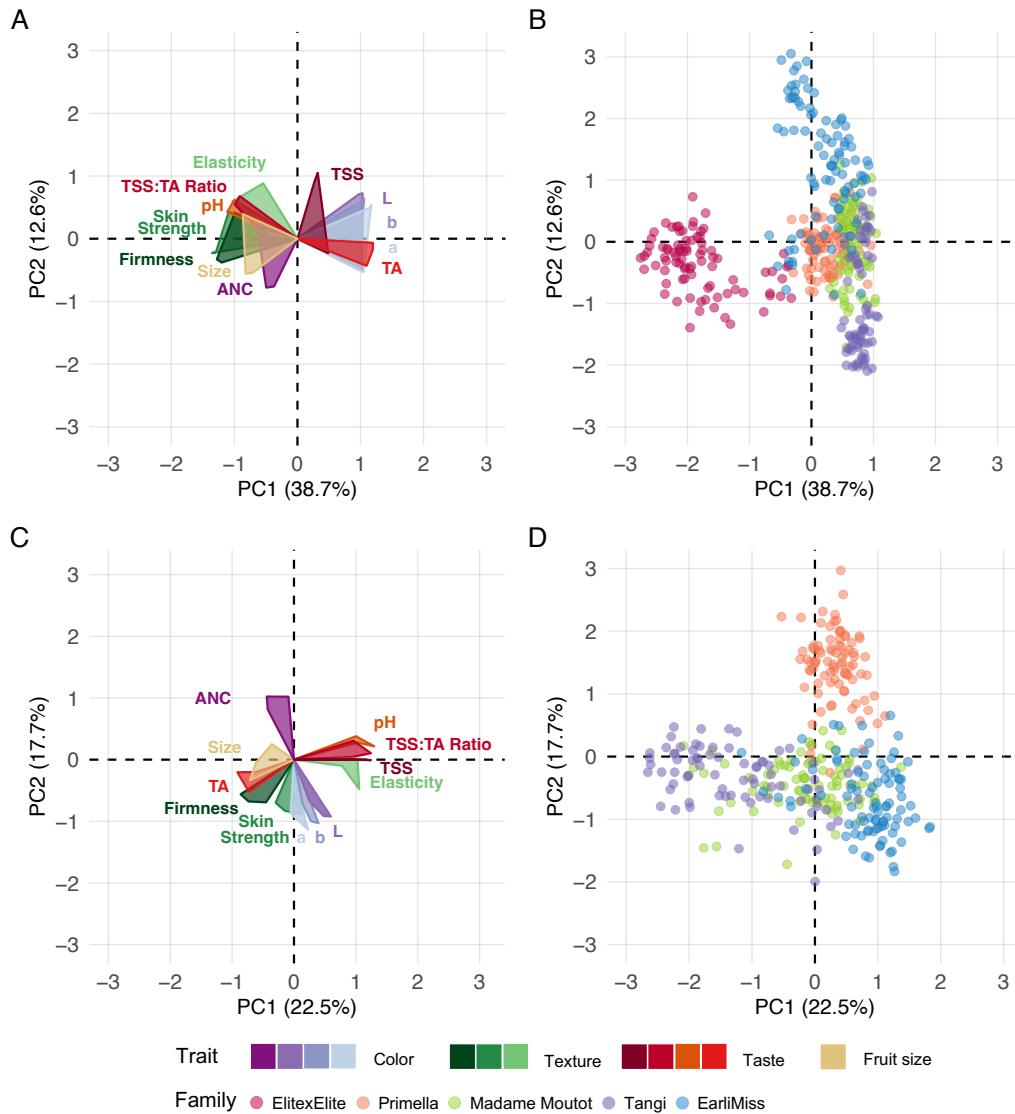 A
3
2
1
0
−1
−2
−3
PC2 (12.6%)
Elasticity
TSS:TA Ratio
pH
Skin
Strength
Firmness
Size
ANC
TSS
L
b
a
TA
−3 −2 −1 0 1 2 3
PC1 (38.7%)
B
3
2
1
0
−1
−2
−3
PC2 (12.6%)
−3 −2 −1 0 1 2 3
PC1 (38.7%)
C
3
2
1
0
−1
−2
−3
PC2 (17.7%)
ANC
Size
TA
Firmness
Skin
Strength
a b L
pH
TSS:TA Ratio
TSS
Elasticity
−3 −2 −1 0 1 2 3
PC1 (22.5%)
D
3
2
1
0
−1
−2
−3
PC2 (17.7%)
−3 −2 −1 0 1 2 3
PC1 (22.5%)
Trait Color Texture Taste Fruit size
Family ElitexElite Primella Madame Moutot Tangi EarliMiss